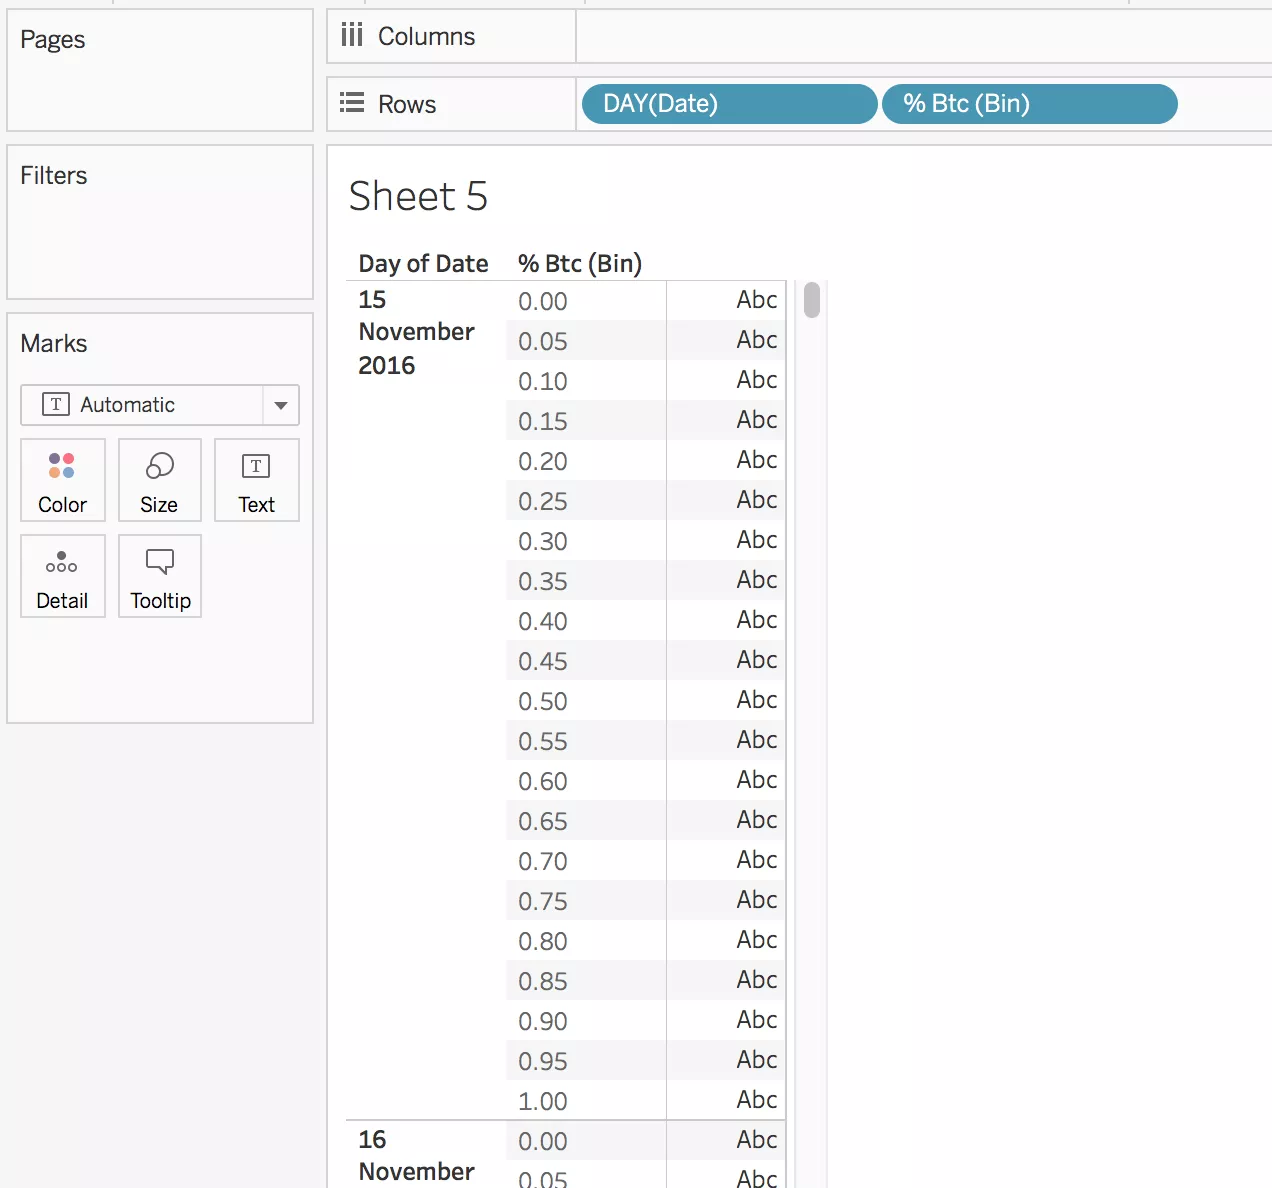 Pages
Columns
Rows
DAY(Date)
% Btc (Bin)
Filters
Marks
T Automatic
Color
Size
T
Text
Detail
Tooltip
Sheet 5
Day of Date % Btc (Bin)
15 November 2016
0.00 Abc
0.05 Abc
0.10 Abc
0.15 Abc
0.20 Abc
0.25 Abc
0.30 Abc
0.35 Abc
0.40 Abc
0.45 Abc
0.50 Abc
0.55 Abc
0.60 Abc
0.65 Abc
0.70 Abc
0.75 Abc
0.80 Abc
0.85 Abc
0.90 Abc
0.95 Abc
1.00 Abc
16 November
0.00 Abc
0.05 Abc